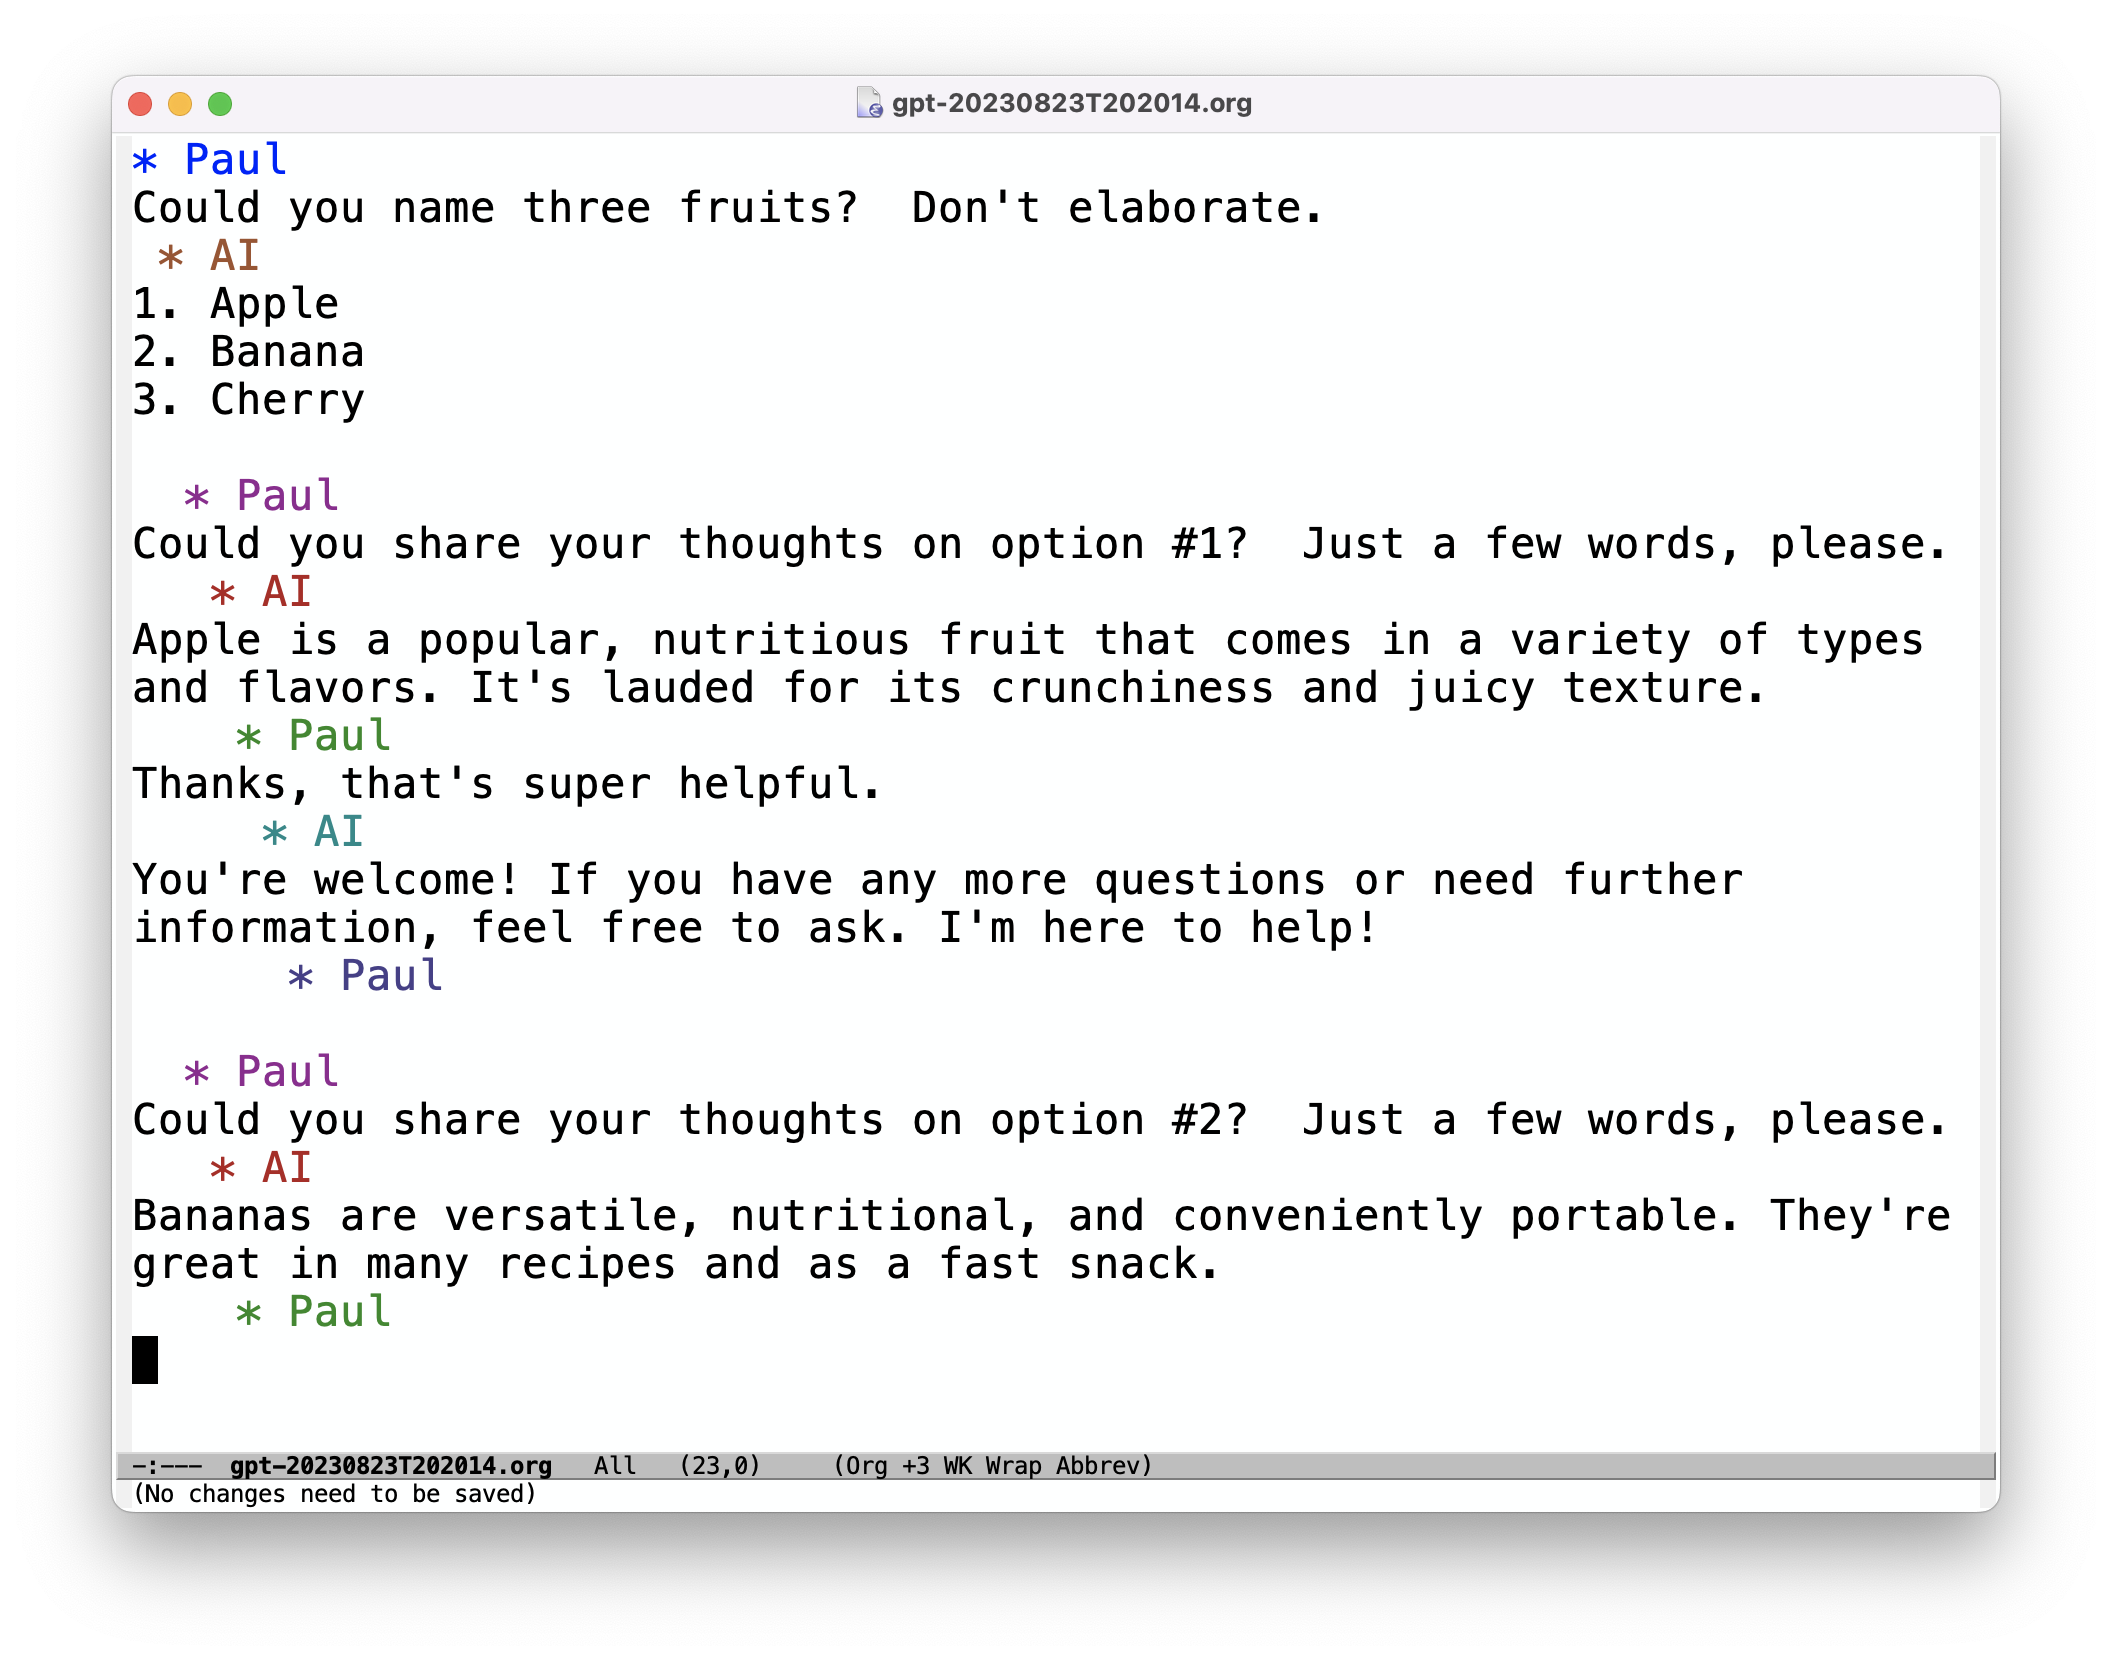 gpt-20230823T202014.org
* Paul
Could you name three fruits?  Don't elaborate.
 * AI
1. Apple
2. Banana
3. Cherry

  * Paul
Could you share your thoughts on option #1?  Just a few words, please.
   * AI
Apple is a popular, nutritious fruit that comes in a variety of types
and flavors. It's lauded for its crunchiness and juicy texture.
    * Paul
Thanks, that's super helpful.
     * AI
You're welcome! If you have any more questions or need further
information, feel free to ask. I'm here to help!
      * Paul

  * Paul
Could you share your thoughts on option #2?  Just a few words, please.
   * AI
Bananas are versatile, nutritional, and conveniently portable. They're
great in many recipes and as a fast snack.
    * Paul
-:---  gpt-20230823T202014.org   All   (23,0)     (Org +3 WK Wrap Abbrev)
(No changes need to be saved)